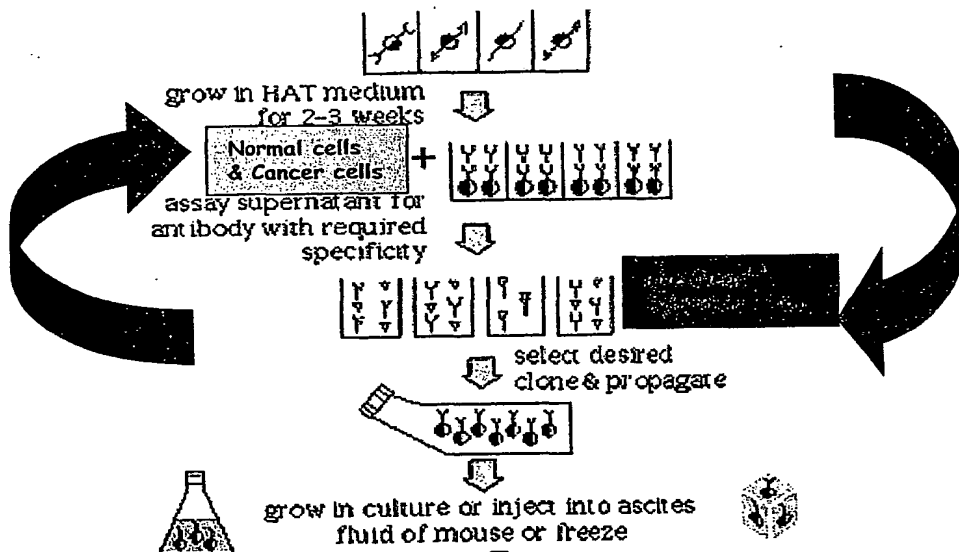 grow in HAT medium
for 2-3 weeks
Normal cells
& Cancer cells
+
assay supernatant for
antibody with required
specificity
select desired
clone & propagate
grow in culture or inject into ascites
fluid of mouse or freeze